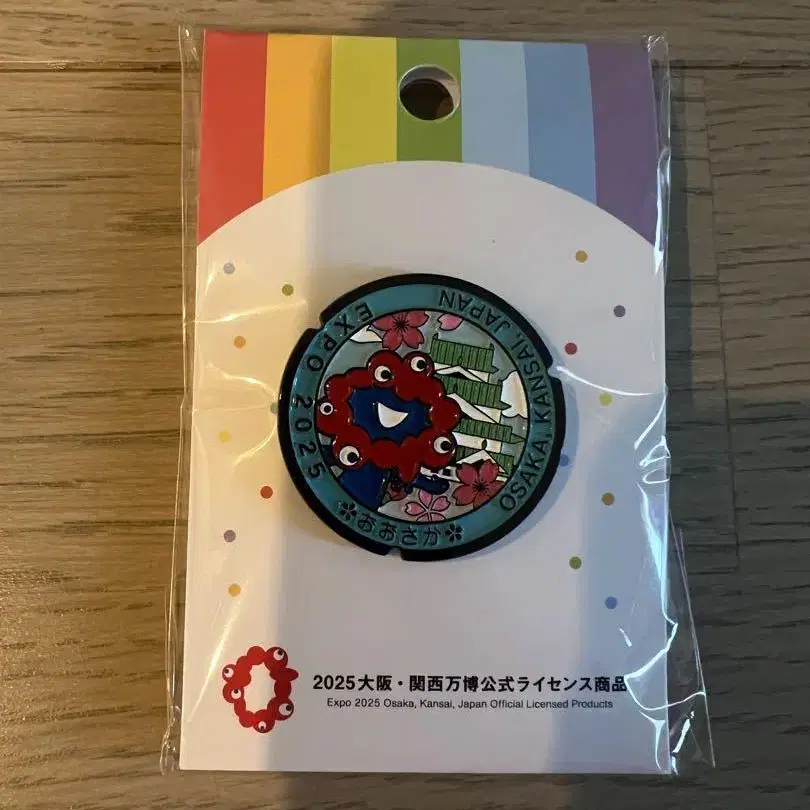 EXPO 2025
OSAKA, KANSAI, JAPAN
おおさか
2025大阪・関西万博公式ライセンス商品
Expo 2025 Osaka, Kansai, Japan Official Licensed Products